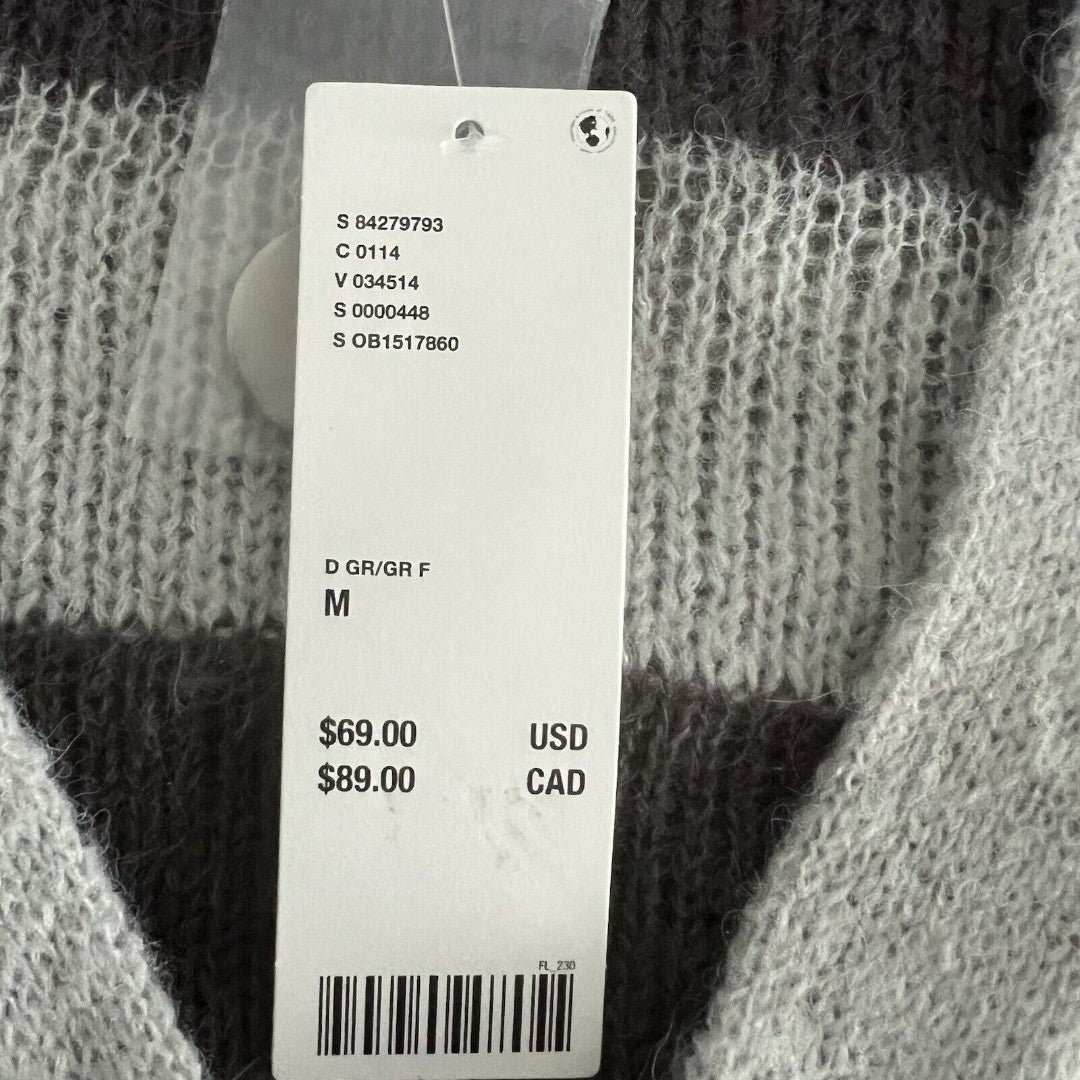 S 84279793
C 0114
V 034514
S 0000448
S OB1517860
D GR/GR F
M
$69.00 USD
$89.00 CAD
FL_230